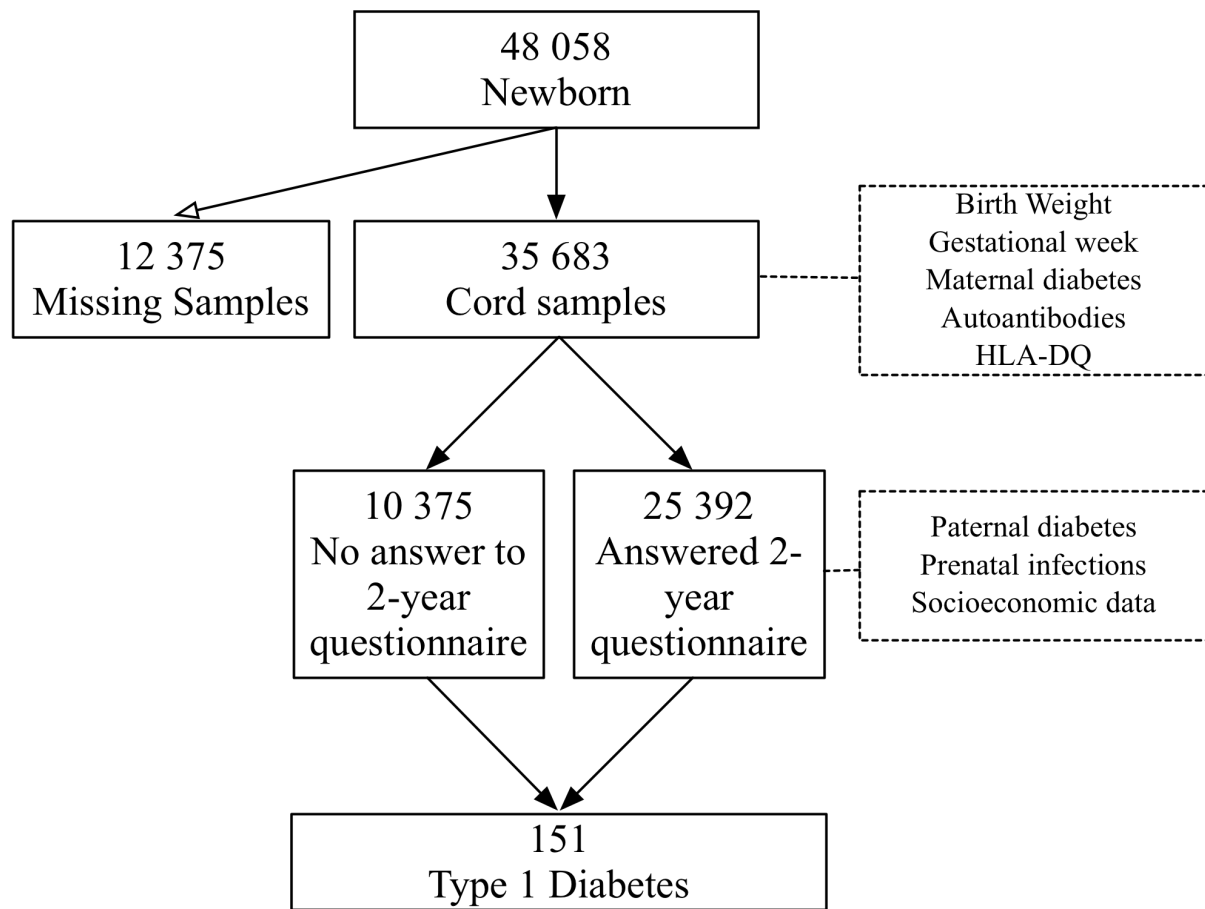 48 058
Newborn
12 375
Missing Samples
35 683
Cord samples
Birth Weight
Gestational week
Maternal diabetes
Autoantibodies
HLA-DQ
10 375
No answer to
2-year
questionnaire
25 392
Answered 2-
year
questionnaire
Paternal diabetes
Prenatal infections
Socioeconomic data
151
Type 1 Diabetes